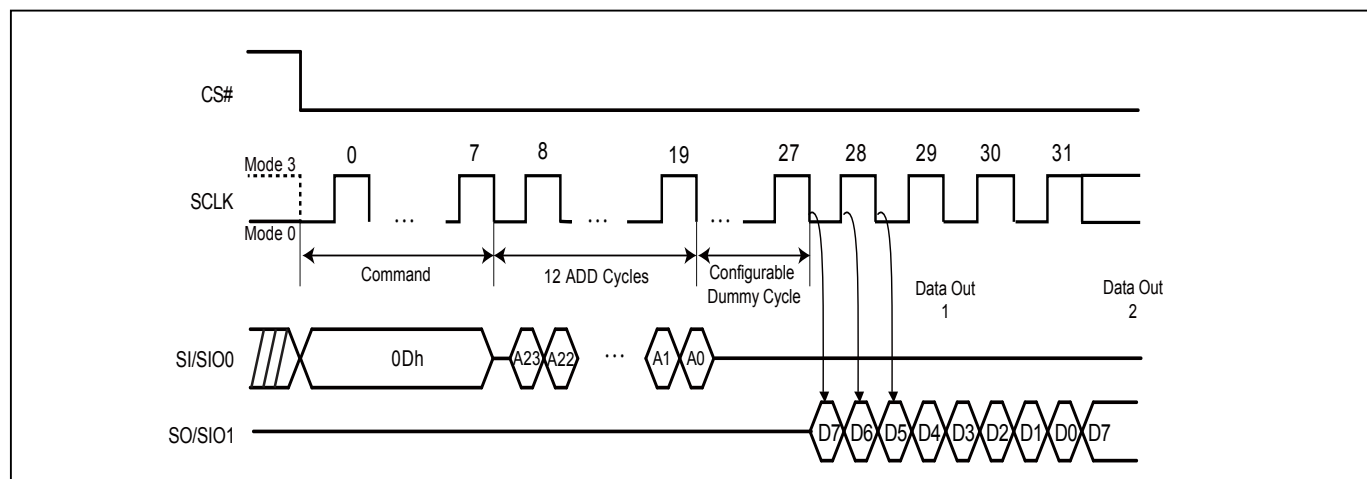 CS#
0 7 8 19 27 28 29 30 31
Mode 3
SCLK
... ... ...
Mode 0
Command
12 ADD Cycles
Configurable
Dummy Cycle
Data Out
1
Data Out
2
SI/SIO0
0Dh
A23 A22 ... A1 A0
SO/SIO1
D7 D6 D5 D4 D3 D2 D1 D0 D7